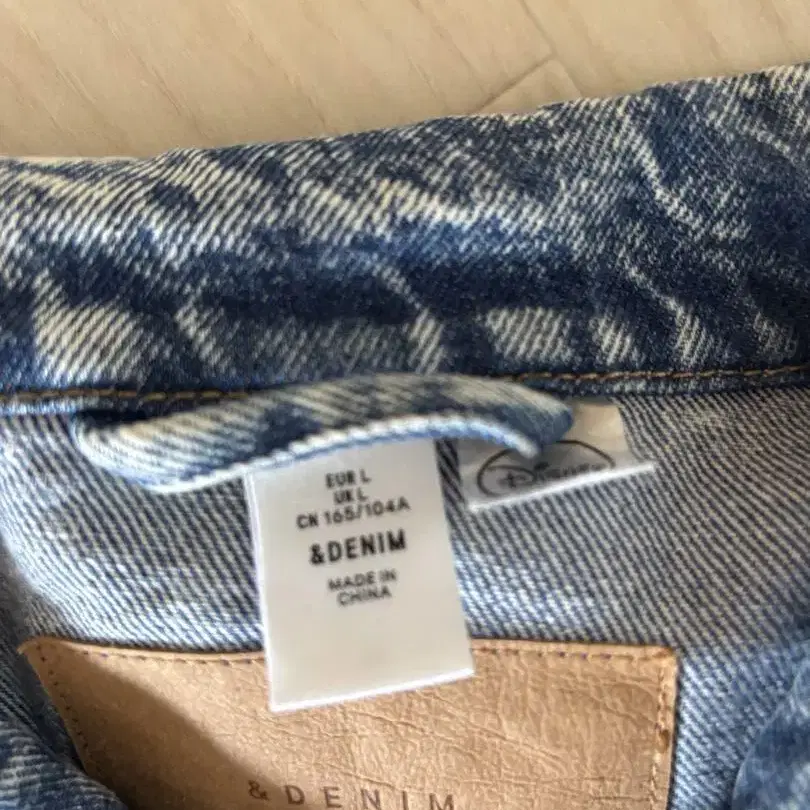 EUR L
UK L
CN 165/104A
&DENIM
MADE IN
CHINA
DISNEY
& DENIM